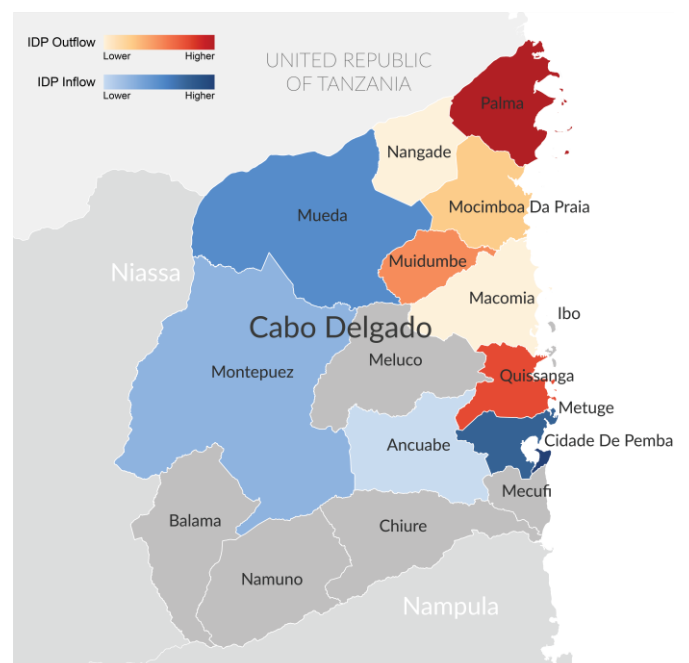 IDP Outflow
Lower Higher
IDP Inflow
Lower Higher
UNITED REPUBLIC
OF TANZANIA
Palma
Nangade
Mocimboa Da Praia
Mueda
Muidumbe
Niassa
Macomia
Ibo
Cabo Delgado
Meluco
Montepuez
Quissanga
Metuge
Cidade De Pemba
Ancuabe
Mecufi
Balama
Chiure
Namuno
Nampula